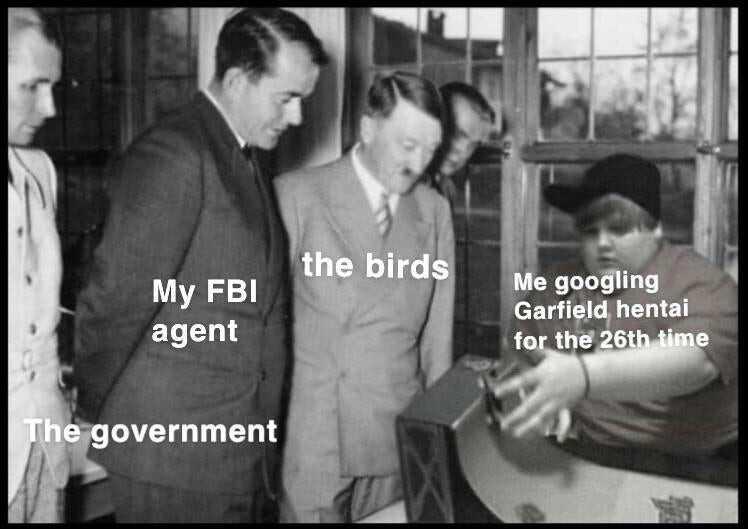 the birds
My FBI
agent
Me googling
Garfield hentai
for the 26th time
The government